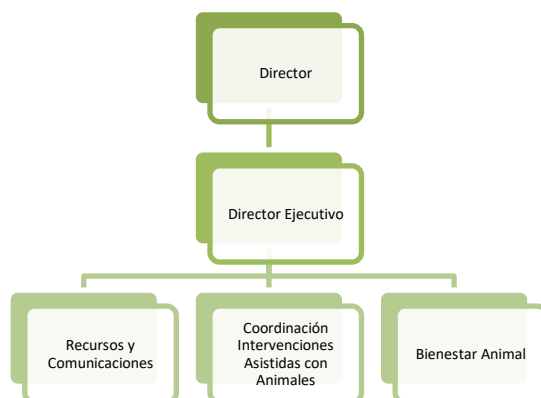 Director
Director Ejecutivo
Recursos y
Comunicaciones
Coordinación
Intervenciones
Asistidas con
Animales
Bienestar Animal